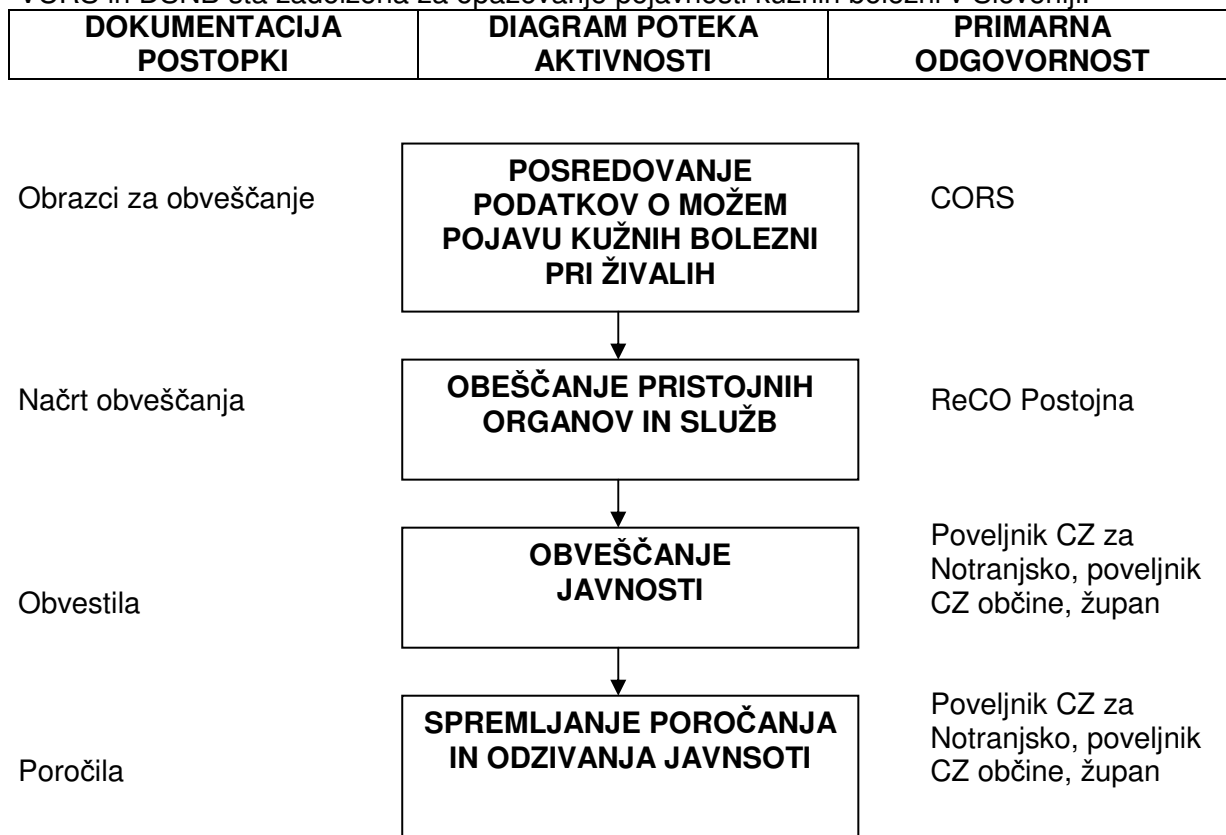 DOKUMENTACIJA
POSTOPKI
DIAGRAM POTEKA
AKTIVNOSTI
PRIMARNA
ODGOVORNOST
Obrazci za obveščanje
POSREDOVANJE
PODATKOV O MOŽEM
POJAVU KUŽNIH BOLEZNI
PRI ŽIVALIH
CORS
Načrt obveščanja
OBEŠČANJE PRISTOJNIH
ORGANOV IN SLUŽB
ReCO Postojna
Obvestila
OBVEŠČANJE
JAVNOSTI
Poveljnik CZ za
Notranjsko, poveljnik
CZ občine, župan
Poročila
SPREMLJANJE POROČANJA
IN ODZIVANJA JAVNSOTI
Poveljnik CZ za
Notranjsko, poveljnik
CZ občine, župan